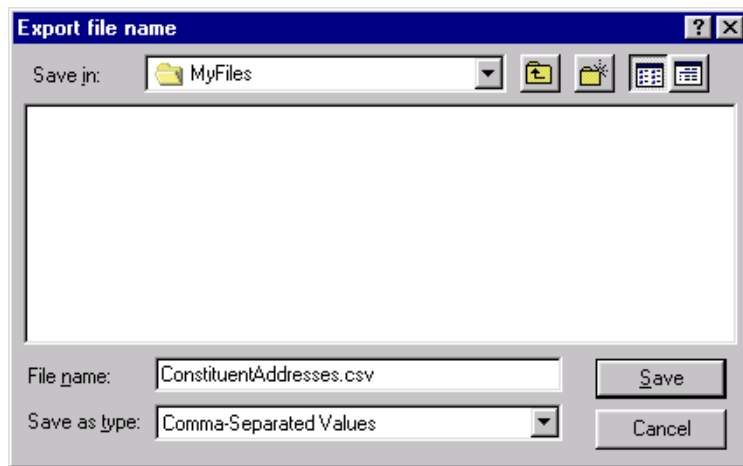 Export file name
Save in: MyFiles
File name: ConstituentAddresses.csv Save
Save as type: Comma-Separated Values Cancel